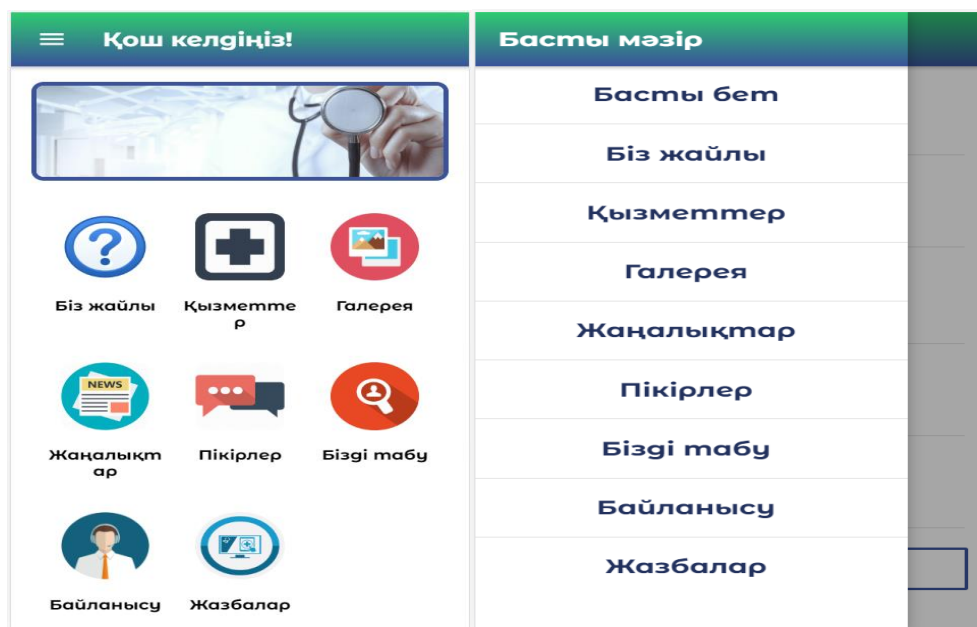 Қош келдіңіз!
Біз жайлы
Қызметте
р
Галерея
NEWS
Жаңалықт
ар
Пікірлер
Бізді табу
Байланысу
Жазбалар
Басты мәзір
Басты бет
Біз жайлы
Қызметтер
Галерея
Жаңалықтар
Пікірлер
Бізді табу
Байланысу
Жазбалар